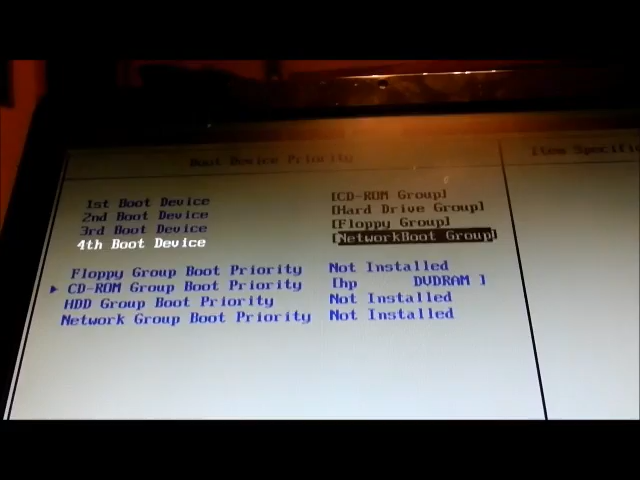 Boot Device Priority
Item Specific
1st Boot Device [CD-ROM Group]
2nd Boot Device [Hard Drive Group]
3rd Boot Device [Floppy Group]
4th Boot Device [NetworkBoot Group]
Floppy Group Boot Priority Not Installed
CD-ROM Group Boot Priority [hp DVDRAM ]
HDD Group Boot Priority Not Installed
Network Group Boot Priority Not Installed